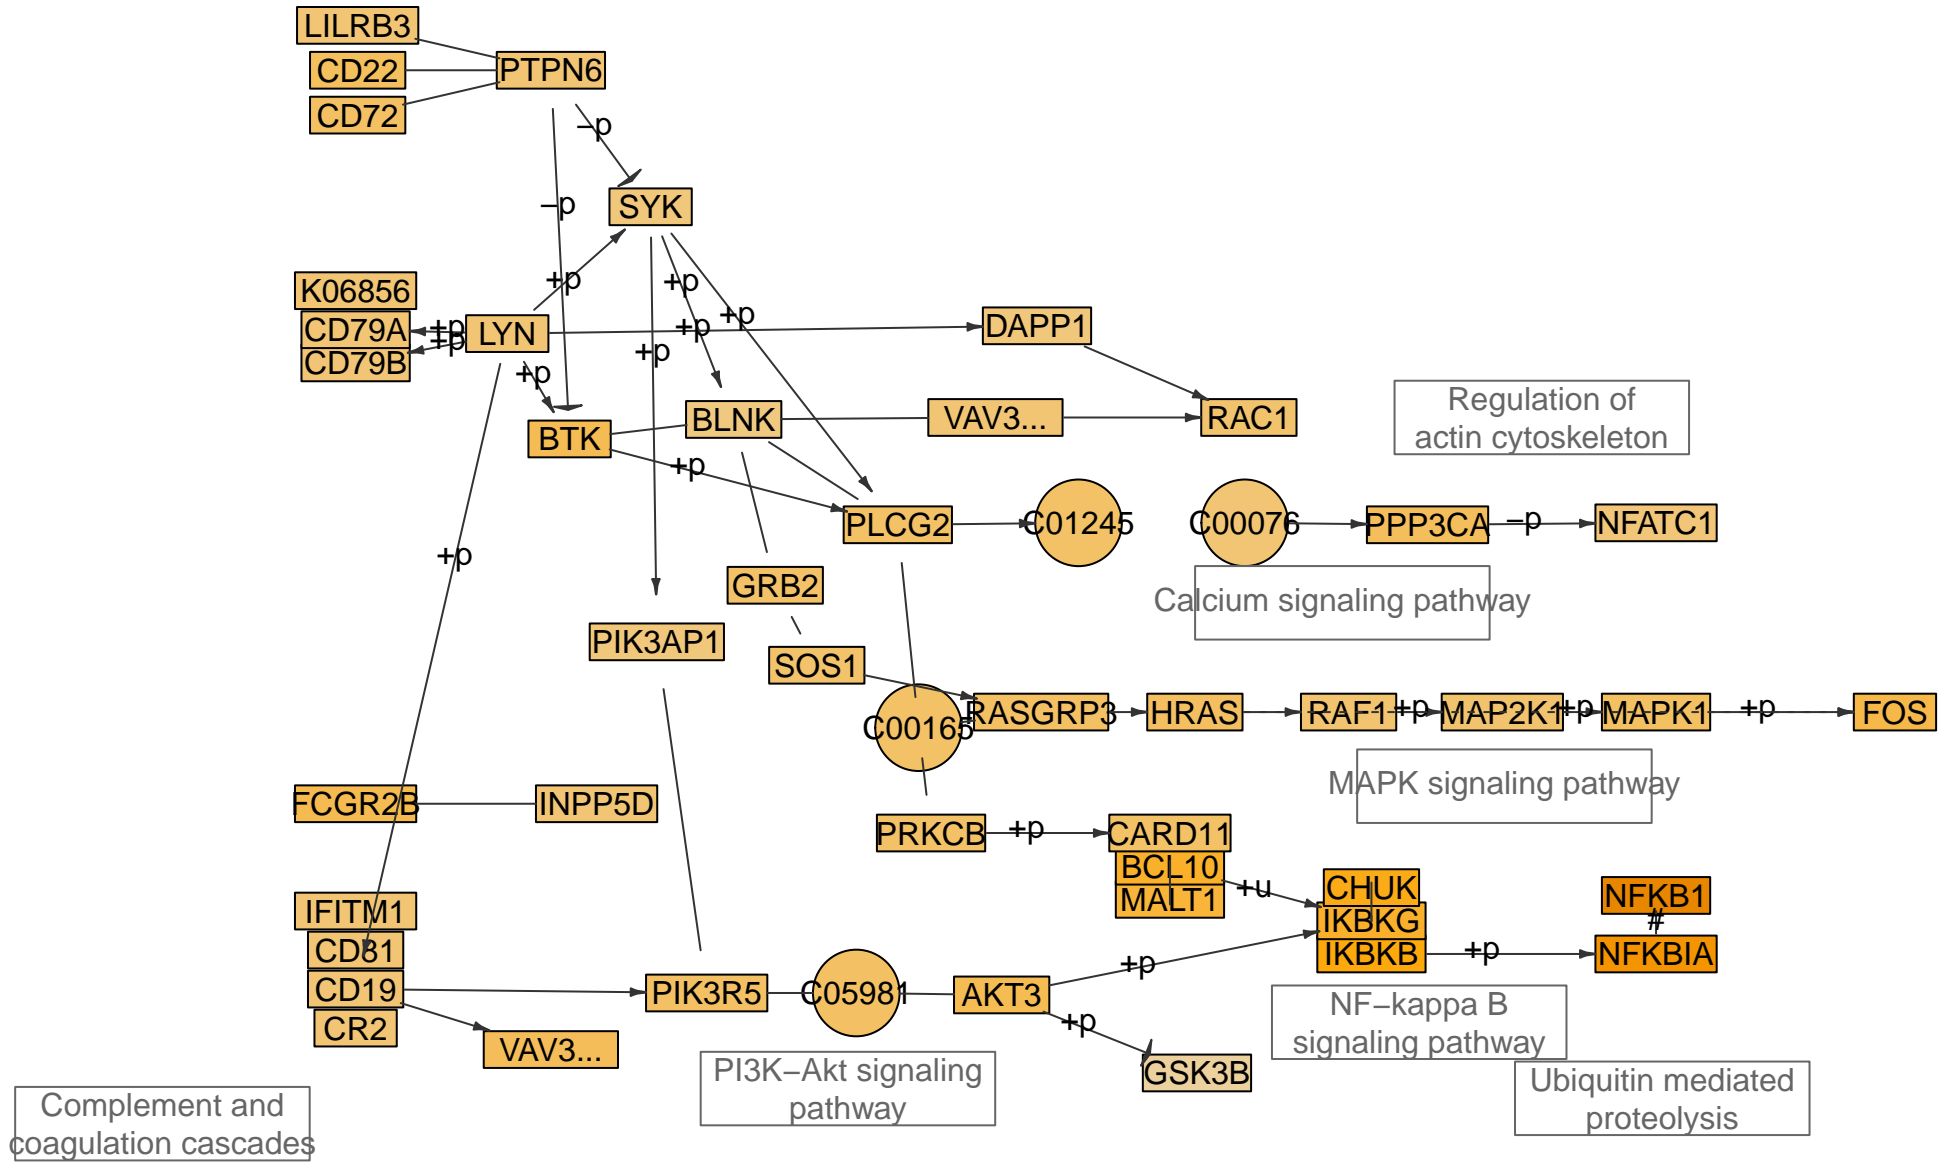 LILRB3
CD22
PTPN6
CD72
–p
SYK
–p
+p
+p
K06856
CD79A
+p
LYN
+p
+p
DAPP1
CD79B
+p
+p
+p
BTK
BLNK
VAV3...
RAC1
Regulation of
actin cytoskeleton
+p
PLCG2
C01245
C00076
PPP3CA
–p
NFATC1
+p
GRB2
Calcium signaling pathway
PIK3AP1
SOS1
C00165
RASGRP3
HRAS
RAF1
+p
MAP2K1
+p
MAPK1
+p
FOS
MAPK signaling pathway
FCGR2B
INPP5D
PRKCB
+p
CARD11
BCL10
MALT1
+u
CHUK
IKBKG
IKBKB
+p
NFKB1
#
NFKBIA
IFITM1
CD81
CD19
CR2
VAV3...
PIK3R5
C05981
AKT3
+p
+p
GSK3B
NF–kappa B
signaling pathway
PI3K–Akt signaling
pathway
Ubiquitin mediated
proteolysis
Complement and
coagulation cascades